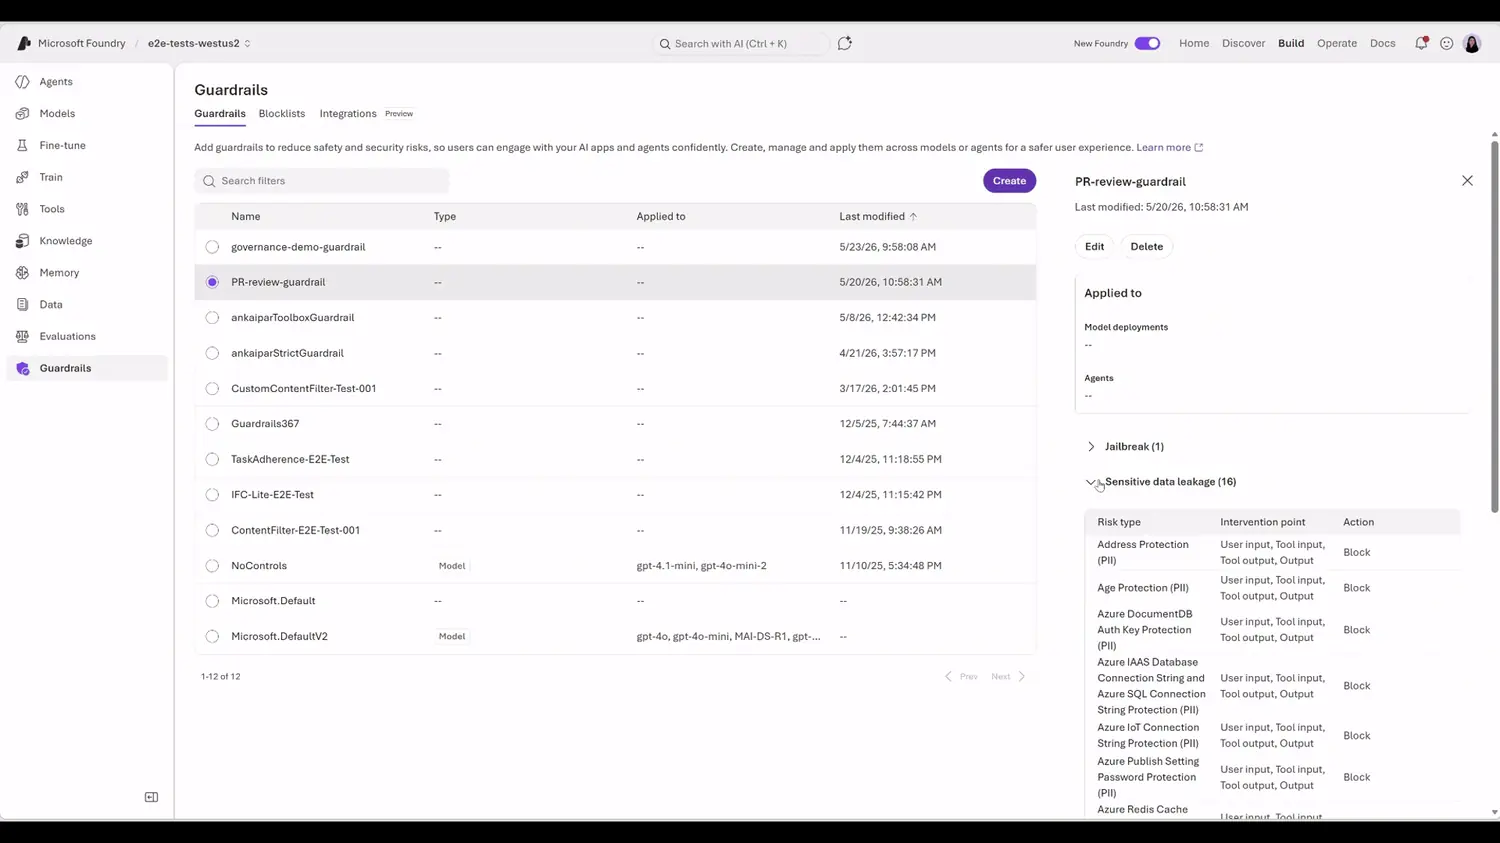 Microsoft Foundry / e2e-tests-westus2
Search with AI (Ctrl + K)
New Foundry
Home
Discover
Build
Operate
Docs
Agents
Models
Fine-tune
Train
Tools
Knowledge
Memory
Data
Evaluations
Guardrails
Guardrails
Guardrails
Blocklists
Integrations
Preview
Add guardrails to reduce safety and security risks, so users can engage with your AI apps and agents confidently. Create, manage and apply them across models or agents for a safer user experience. Learn more
Search filters
Create
Name Type Applied to Last modified
governance-demo-guardrail -- -- 5/23/26, 9:58:08 AM
PR-review-guardrail -- -- 5/20/26, 10:58:31 AM
ankaiparToolboxGuardrail -- -- 5/8/26, 12:42:34 PM
ankaiparStrictGuardrail -- -- 4/21/26, 3:57:17 PM
CustomContentFilter-Test-001 -- -- 3/17/26, 2:01:45 PM
Guardrails367 -- -- 12/5/25, 7:44:37 AM
TaskAdherence-E2E-Test -- -- 12/4/25, 11:18:55 PM
IFC-Lite-E2E-Test -- -- 12/4/25, 11:15:42 PM
ContentFilter-E2E-Test-001 -- -- 11/19/25, 9:38:26 AM
NoControls Model gpt-4.1-mini, gpt-4o-mini-2 11/10/25, 5:34:48 PM
Microsoft.Default -- -- --
Microsoft.DefaultV2 Model gpt-4o, gpt-4o-mini, MAI-DS-R1, gpt-... --
1-12 of 12
Prev
Next
PR-review-guardrail
Last modified: 5/20/26, 10:58:31 AM
Edit
Delete
Applied to
Model deployments
--
Agents
--
Jailbreak (1)
Sensitive data leakage (16)
Risk type Intervention point Action
Address Protection
(PII)
User input, Tool input,
Tool output, Output
Block
Age Protection (PII)
User input, Tool input,
Tool output, Output
Block
Azure DocumentDB
Auth Key Protection
(PII)
User input, Tool input,
Tool output, Output
Block
Azure IAAS Database
Connection String and
Azure SQL Connection
String Protection (PII)
User input, Tool input,
Tool output, Output
Block
Azure IoT Connection
String Protection (PII)
User input, Tool input,
Tool output, Output
Block
Azure Publish Setting
Password Protection
(PII)
User input, Tool input,
Tool output, Output
Block
Azure Redis Cache
User input, Tool input,